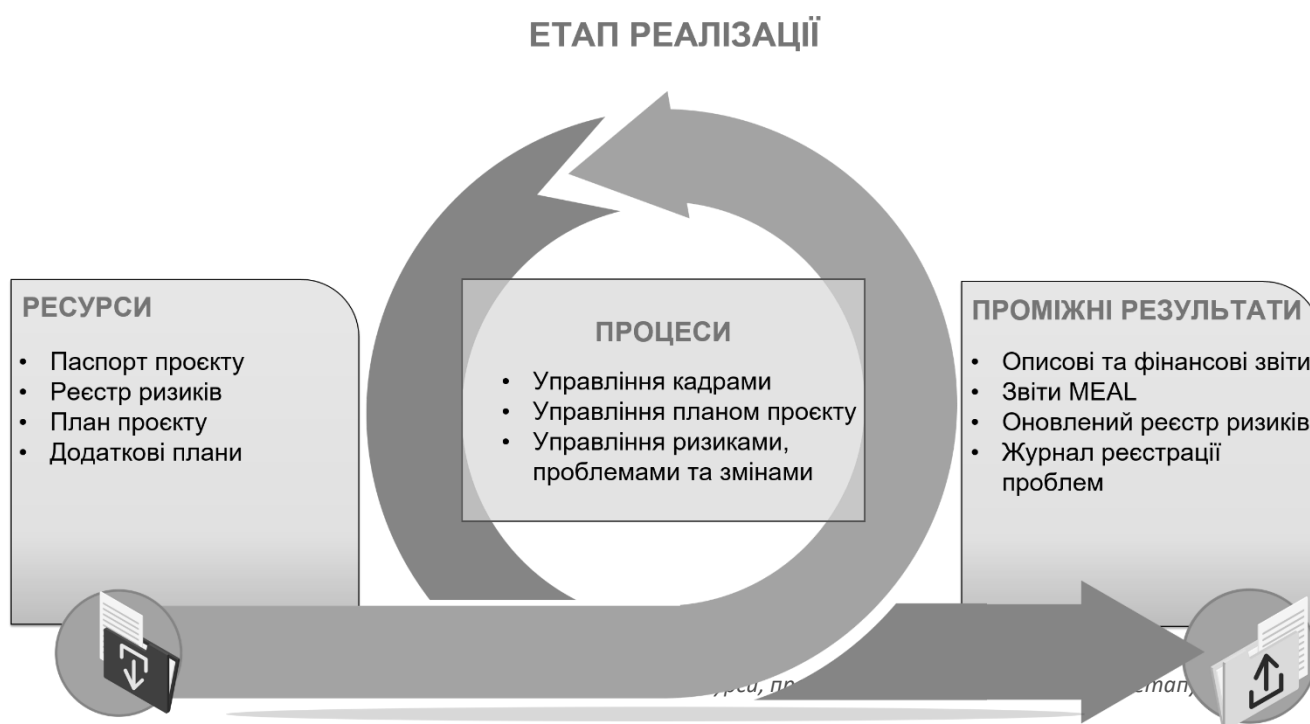 ЕТАП РЕАЛІЗАЦІЇ
РЕСУРСИ
• Паспорт проєкту
• Реєстр ризиків
• План проєкту
• Додаткові плани
ПРОЦЕСИ
• Управління кадрами
• Управління планом проєкту
• Управління ризиками,
проблемами та змінами
ПРОМІЖНІ РЕЗУЛЬТАТИ
• Описові та фінансові звіти
• Звіти MEAL
• Оновлений реєстр ризиків
• Журнал реєстрації
проблем